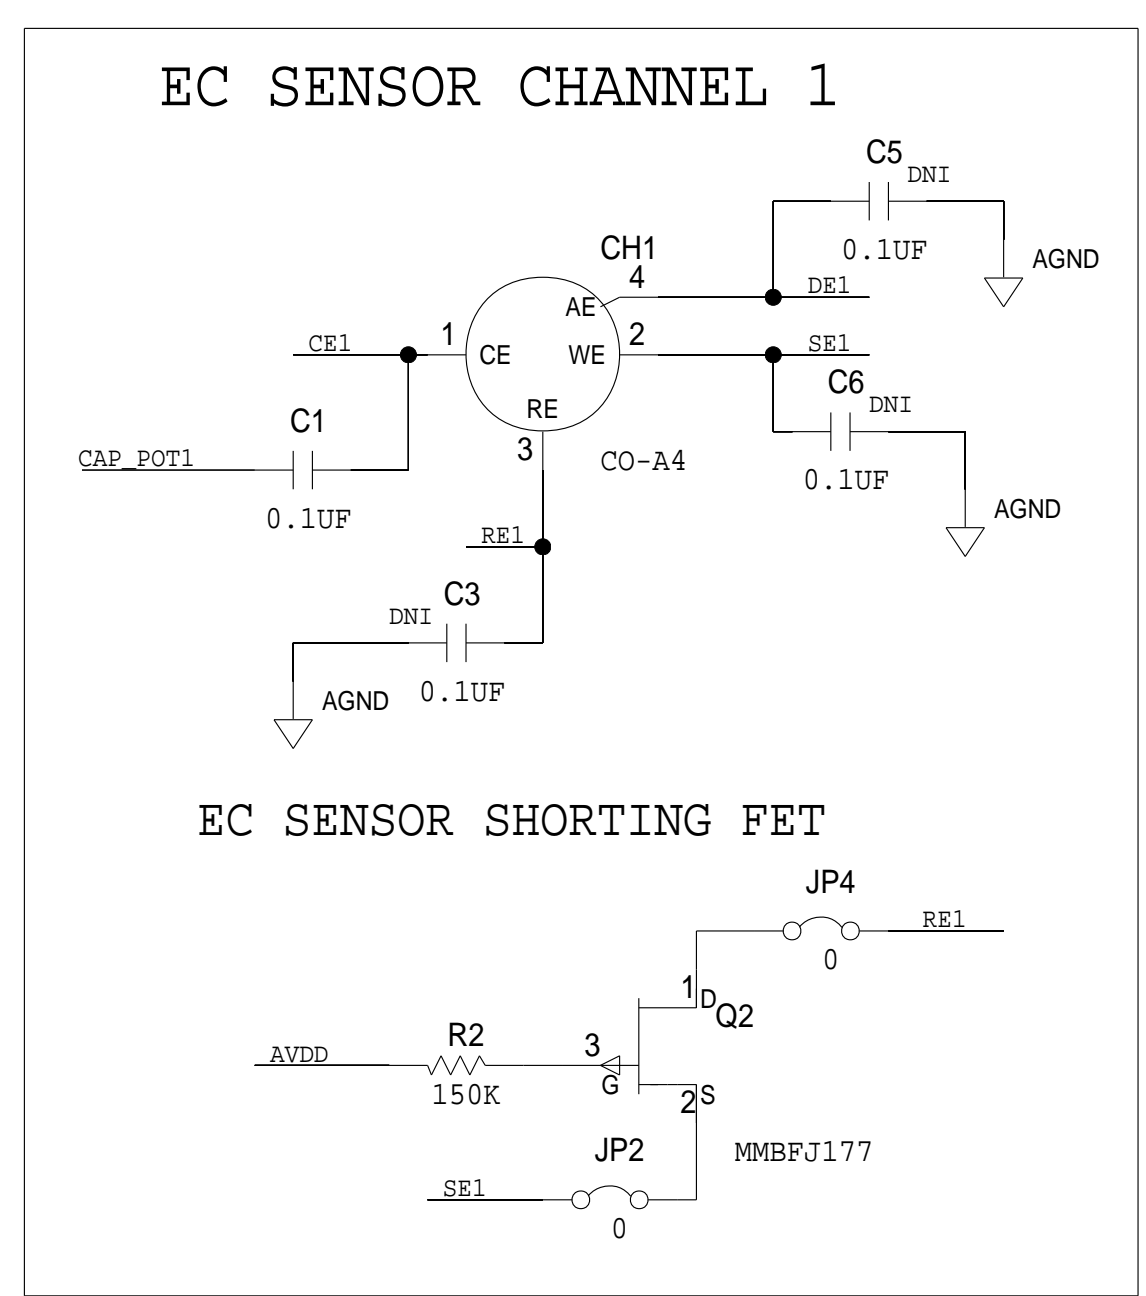 EC SENSOR CHANNEL 1
C5
DNI
0.1UF
AGND
CH1
4
AE
DE1
CE1
1
CE
WE
2
SE1
C6
DNI
0.1UF
AGND
RE
3
CO-A4
C1
CAP_POT1
0.1UF
RE1
C3
DNI
0.1UF
AGND
EC SENSOR SHORTING FET
JP4
RE1
0
1
D
Q2
R2
3
AVDD
G
150K
2
S
JP2
MMBFJ177
SE1
0